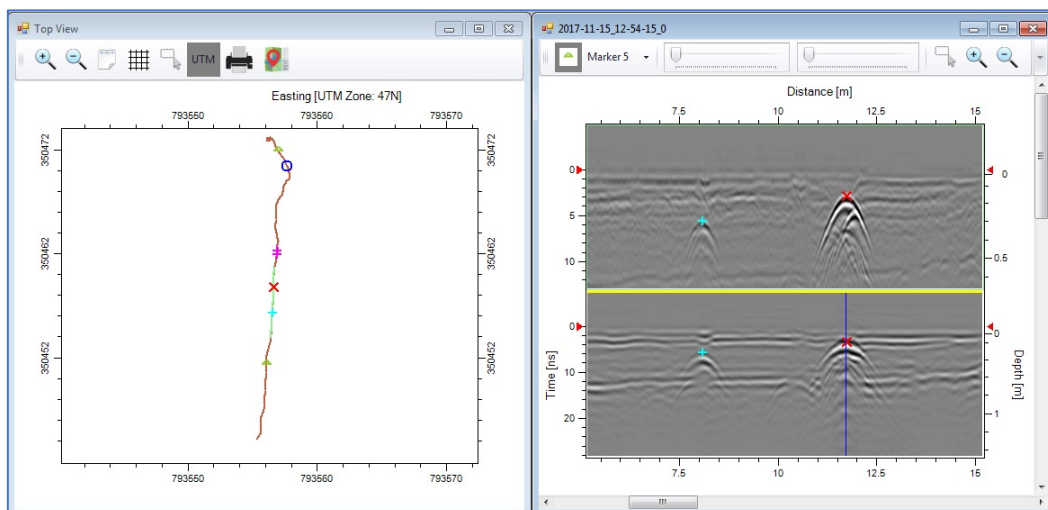 Top View
UTM
Easting [UTM Zone: 47N]
793550 793560 793570
350472 350472
350462 350462
350452 350452
793550 793560 793570
2017-11-15_12-54-15_0
Marker 5
Distance [m]
7.5 10 12.5 15
0 0
5
10 0.5
0 0
10
20 1
Time [ns]
Depth [m]
7.5 10 12.5 15